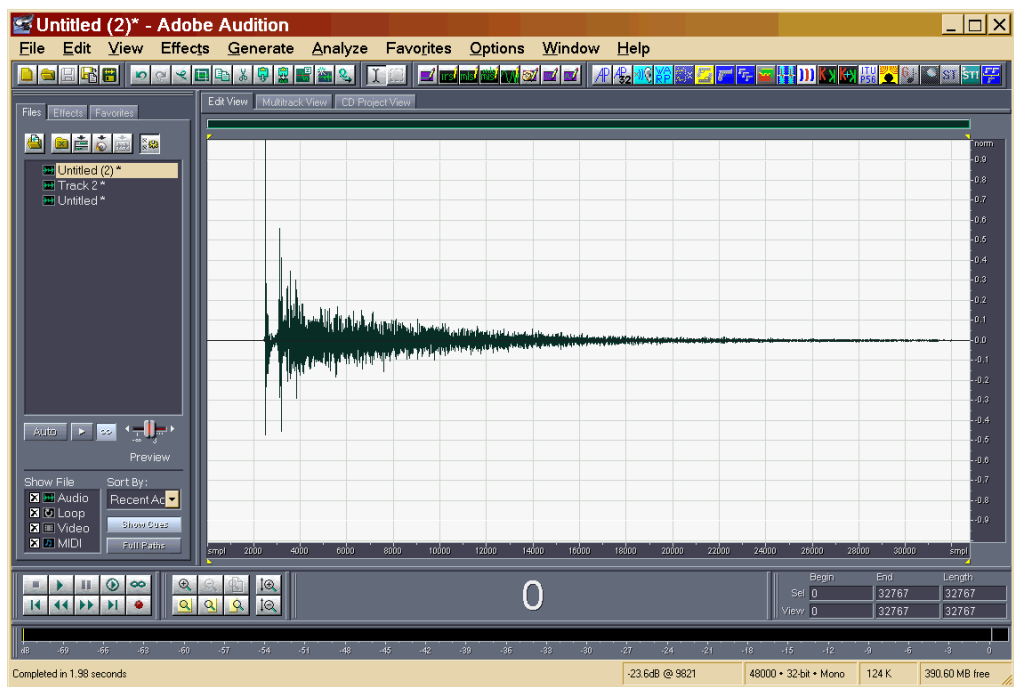 Untitled (2)* - Adobe Audition
File Edit View Effects Generate Analyze Favorites Options Window Help
Edit View Multitrack View CD Project View
Files Effects Favorites
Untitled (2) *
Track 2 *
Untitled *
norm
0.9
-0.8
-0.7
-0.6
-0.5
-0.4
-0.3
-0.2
-0.1
-0.0
-0.1
-0.2
-0.3
-0.4
-0.5
-0.6
-0.7
-0.8
-0.9
Auto
Preview
Show File Sort By:
Audio Recent Ac
Loop
Video Show Cues
MIDI Full Paths
smpl 2000 4000 6000 8000 10000 12000 14000 16000 18000 20000 22000 24000 26000 28000 30000 smpl
0
Begin End Length
Sel 0 32767 32767
View 0 32767 32767
dB -69 -66 -63 -60 -57 -54 -51 -48 -45 -42 -39 -36 -33 -30 -27 -24 -21 -18 -15 -12 -9 -6 -3 0
Completed in 1.98 seconds -23.6dB @ 9821 48000 • 32-bit • Mono 124 K 390.60 MB free